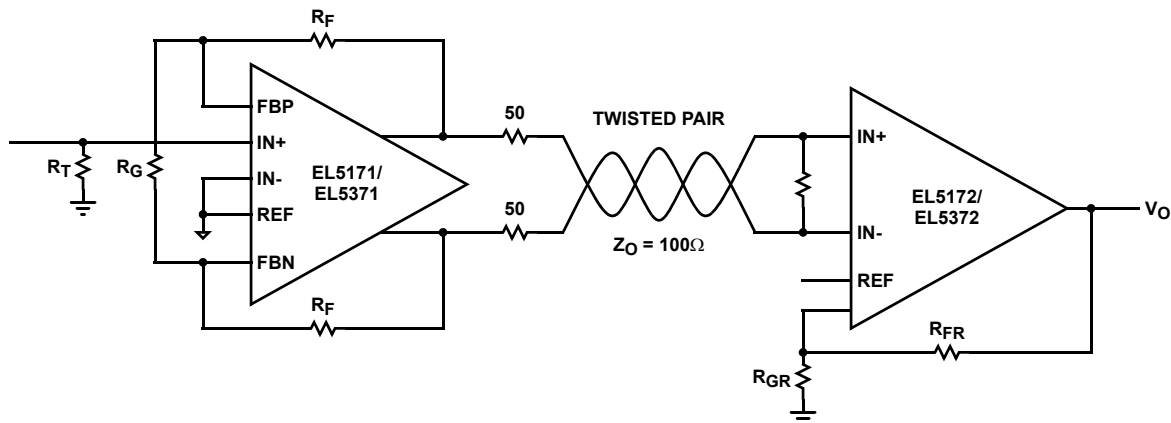 RF
FBP
IN+
RT
RG
EL5171/
EL5371
IN-
REF
FBN
RF
50
50
TWISTED PAIR
ZO = 100Ω
IN+
EL5172/
EL5372
IN-
REF
VO
RFR
RGR